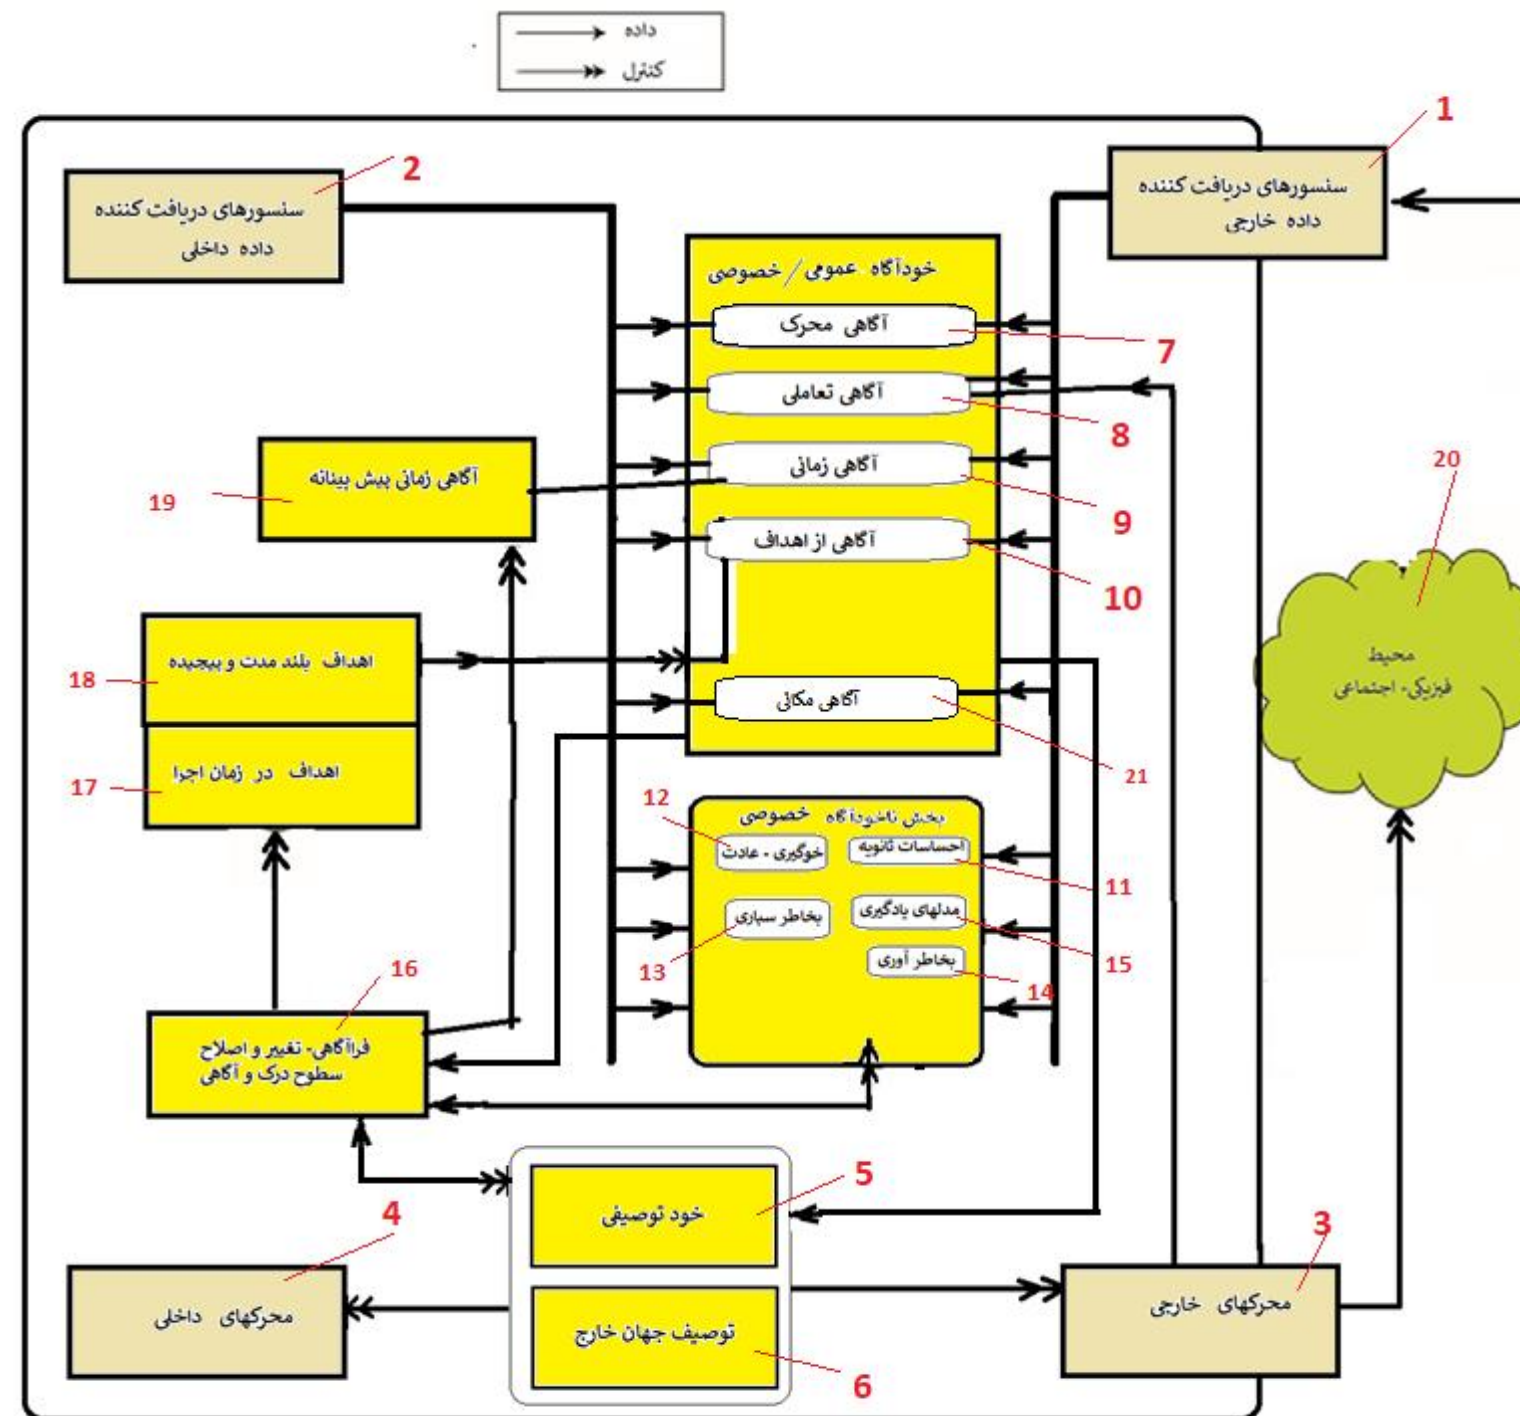 داده
کنترل
1
سنسورهای دریافت کننده
داده خارجی
2
سنسورهای دریافت کننده
داده داخلی
خودآگاه عمومی / خصوصی
آگاهی محرک
7
آگاهی تعاملی
8
آگاهی زمانی
9
آگاهی از اهداف
10
آگاهی مکانی
21
آگاهی زمانی پیش بینانه
19
20
محیط
فیزیکی- اجتماعی
اهداف بلند مدت و پیچیده
18
اهداف در زمان اجرا
17
بخش ناخودآگاه خصوصی
12
احساسات ثانویه
خوگیری - عادت
11
مدلهای یادگیری
بخاطر سپاری
15
13
بخاطر آوری
14
16
فراآگاهی- تغییر و اصلاح
سطوح درک و آگاهی
5
خود توصیفی
4
محرکهای داخلی
3
محرکهای خارجی
توصیف جهان خارج
6